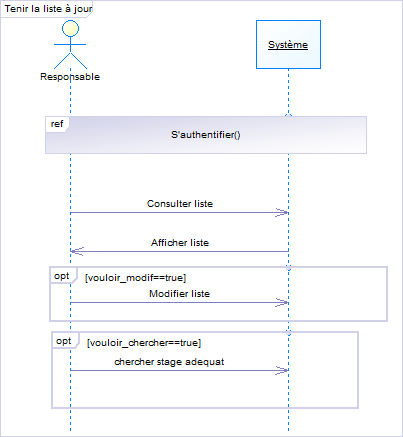 Tenir la liste à jour
Responsable
Système
ref
S'authentifier()
Consulter liste
Afficher liste
opt
[vouloir_modif==true]
Modifier liste
opt
[vouloir_chercher==true]
chercher stage adequat